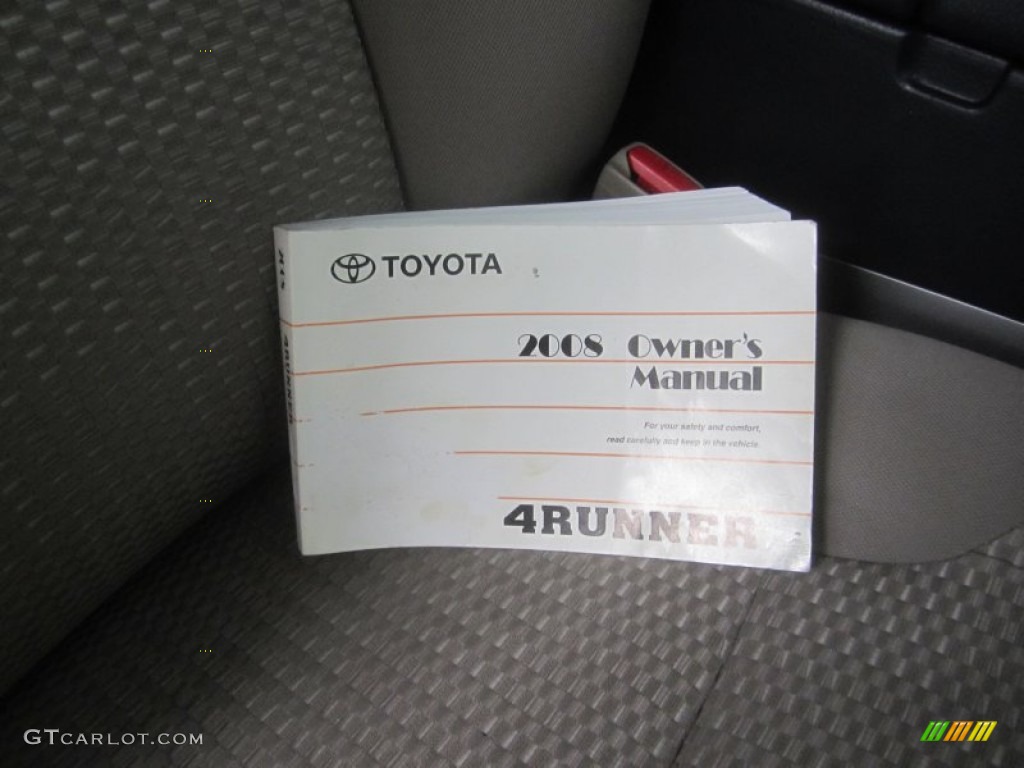 TOYOTA
2008 Owner's
Manual
For your safety and comfort,
read carefully and keep in the vehicle.
4RUNNER
4RUNNER
GTCARLOT.COM